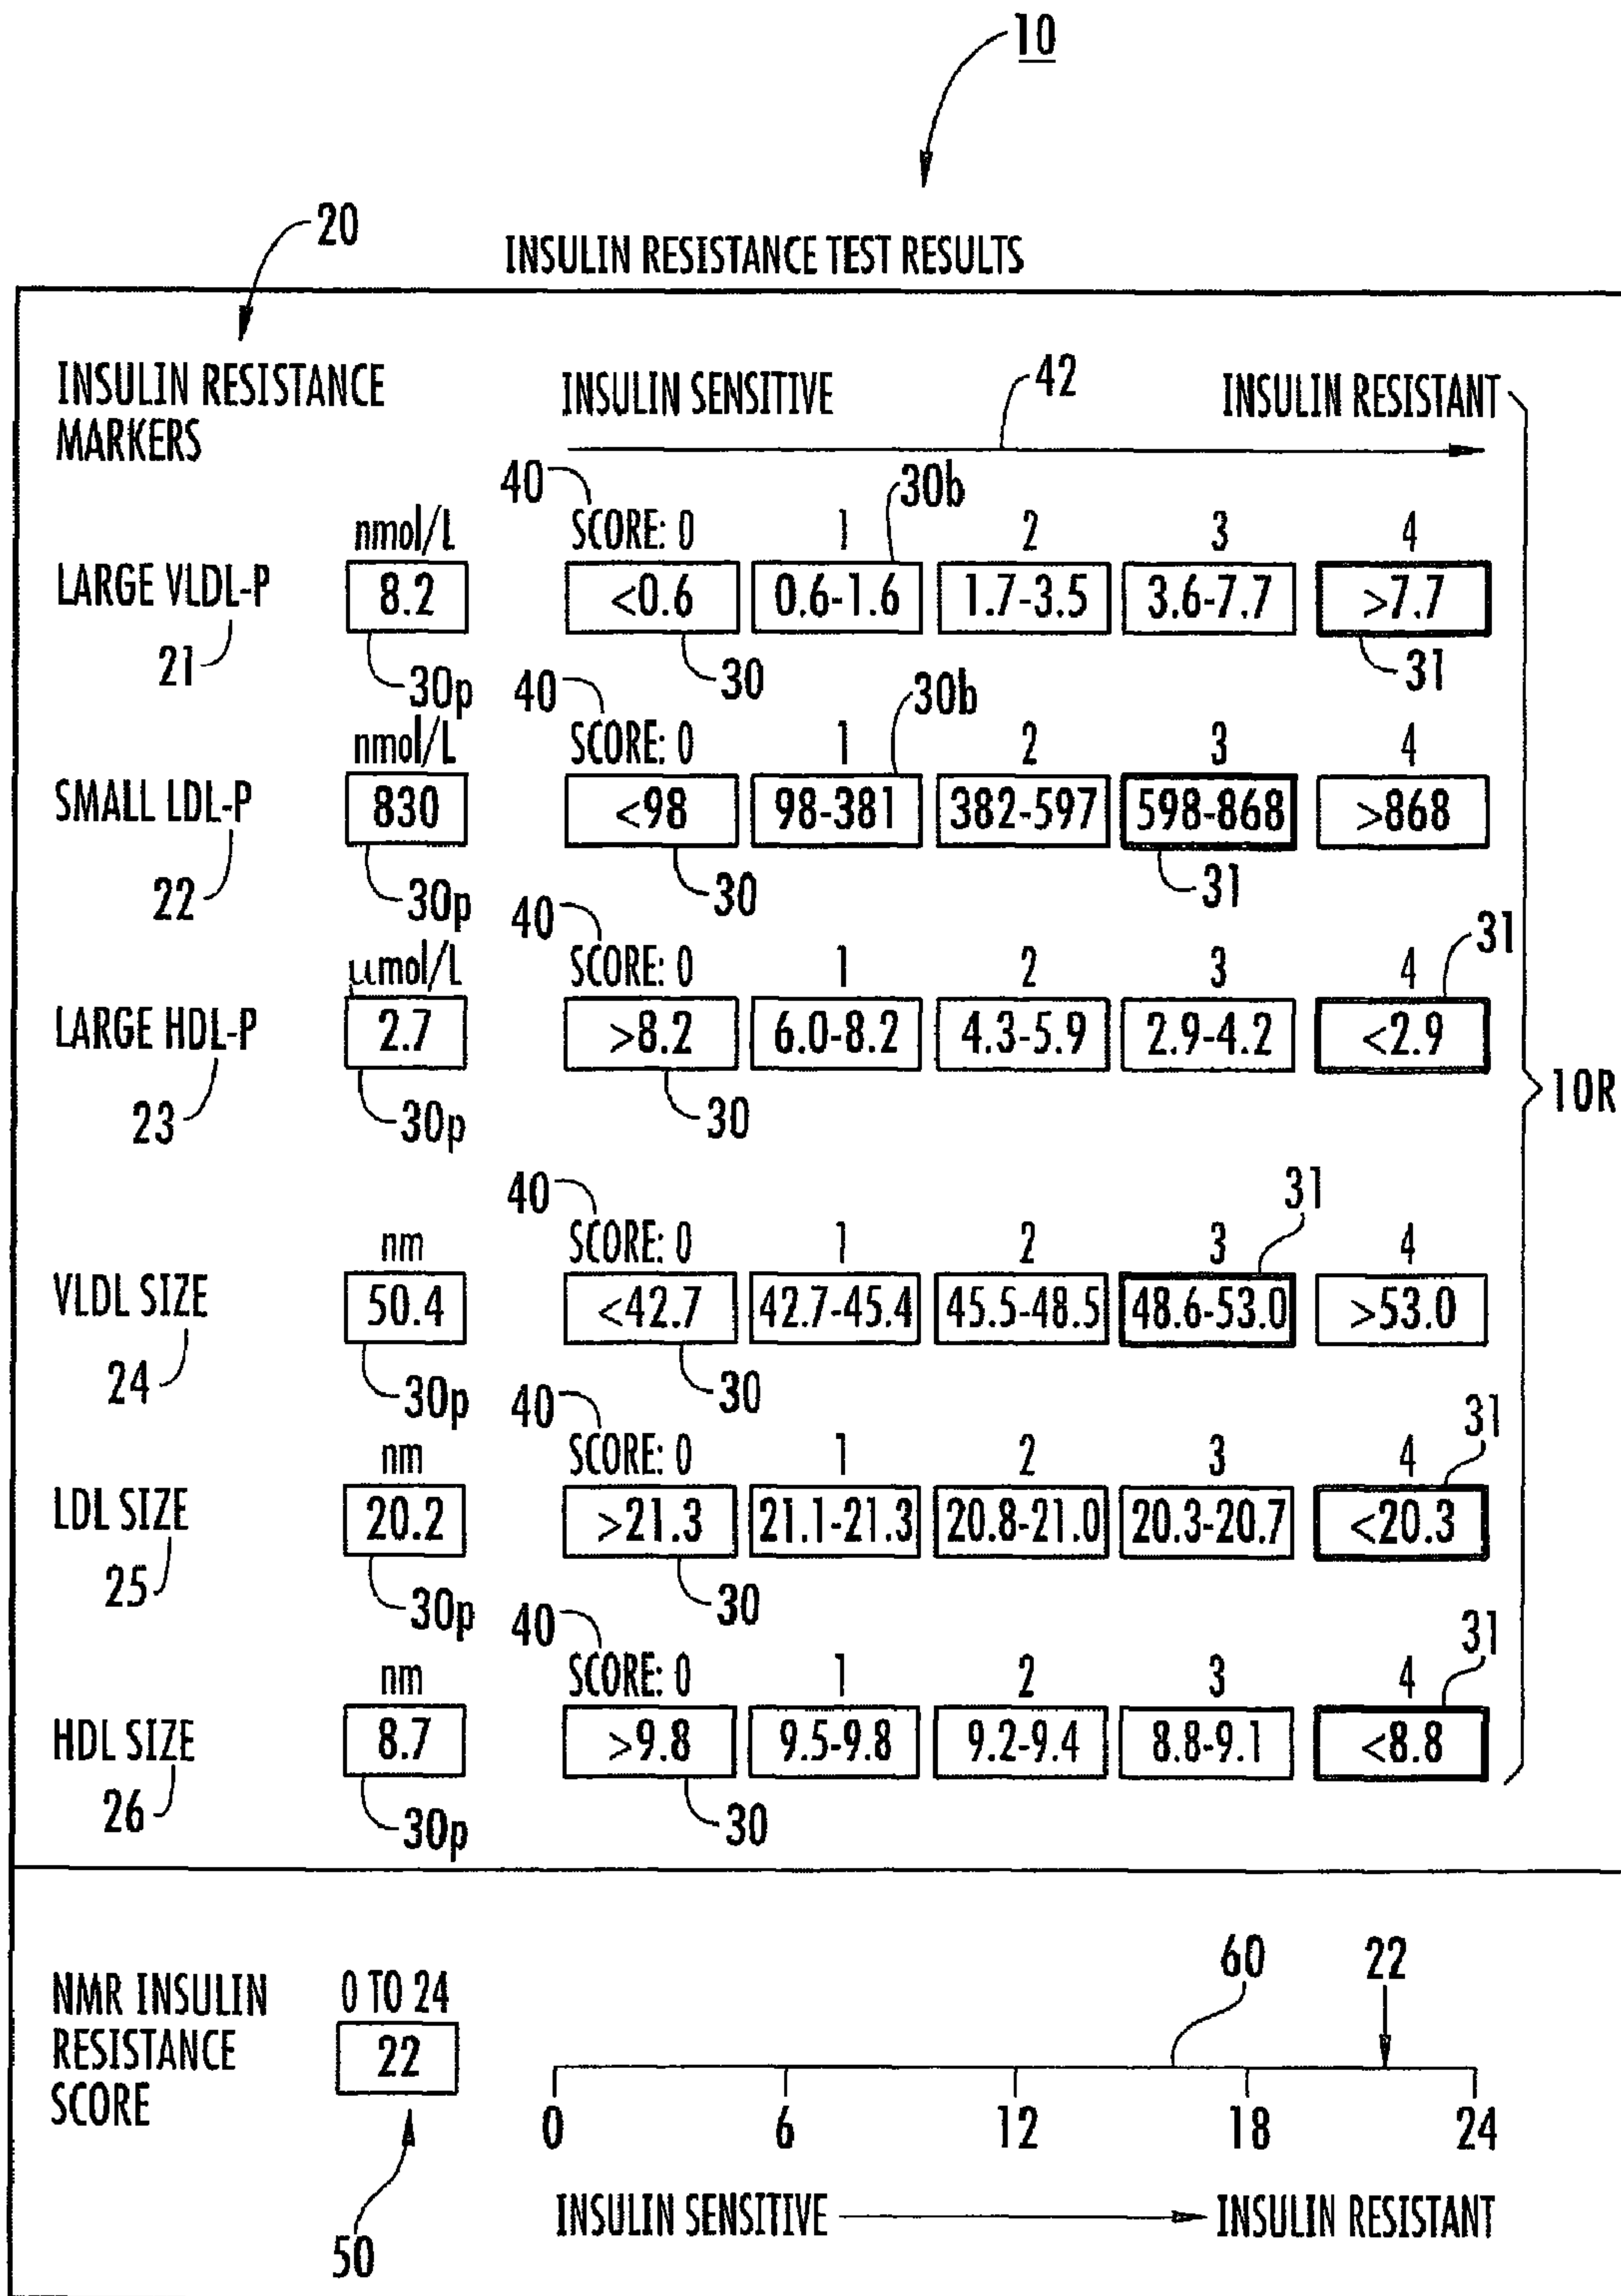 10
20
INSULIN RESISTANCE TEST RESULTS
INSULIN RESISTANCE
MARKERS
INSULIN SENSITIVE
42
INSULIN RESISTANT
40
30b
nmol/L
SCORE: 0 1 2 3 4
LARGE VLDL-P 8.2 <0.6 0.6-1.6 1.7-3.5 3.6-7.7 >7.7
21 30p 30 31
40
30b
nmol/L
SCORE: 0 1 2 3 4
SMALL LDL-P 830 <98 98-381 382-597 598-868 >868
22 30p 30 31
40
31
μmol/L
SCORE: 0 1 2 3 4
LARGE HDL-P 2.7 >8.2 6.0-8.2 4.3-5.9 2.9-4.2 <2.9
23 30p 30
10R
40
31
nm
SCORE: 0 1 2 3 4
VLDL SIZE 50.4 <42.7 42.7-45.4 45.5-48.5 48.6-53.0 >53.0
24 30p 30
40
31
nm
SCORE: 0 1 2 3 4
LDL SIZE 20.2 >21.3 21.1-21.3 20.8-21.0 20.3-20.7 <20.3
25 30p 30
40
31
nm
SCORE: 0 1 2 3 4
HDL SIZE 8.7 >9.8 9.5-9.8 9.2-9.4 8.8-9.1 <8.8
26 30p 30
NMR INSULIN
RESISTANCE
SCORE
0 TO 24
22
50
60
22
0 6 12 18 24
INSULIN SENSITIVE INSULIN RESISTANT